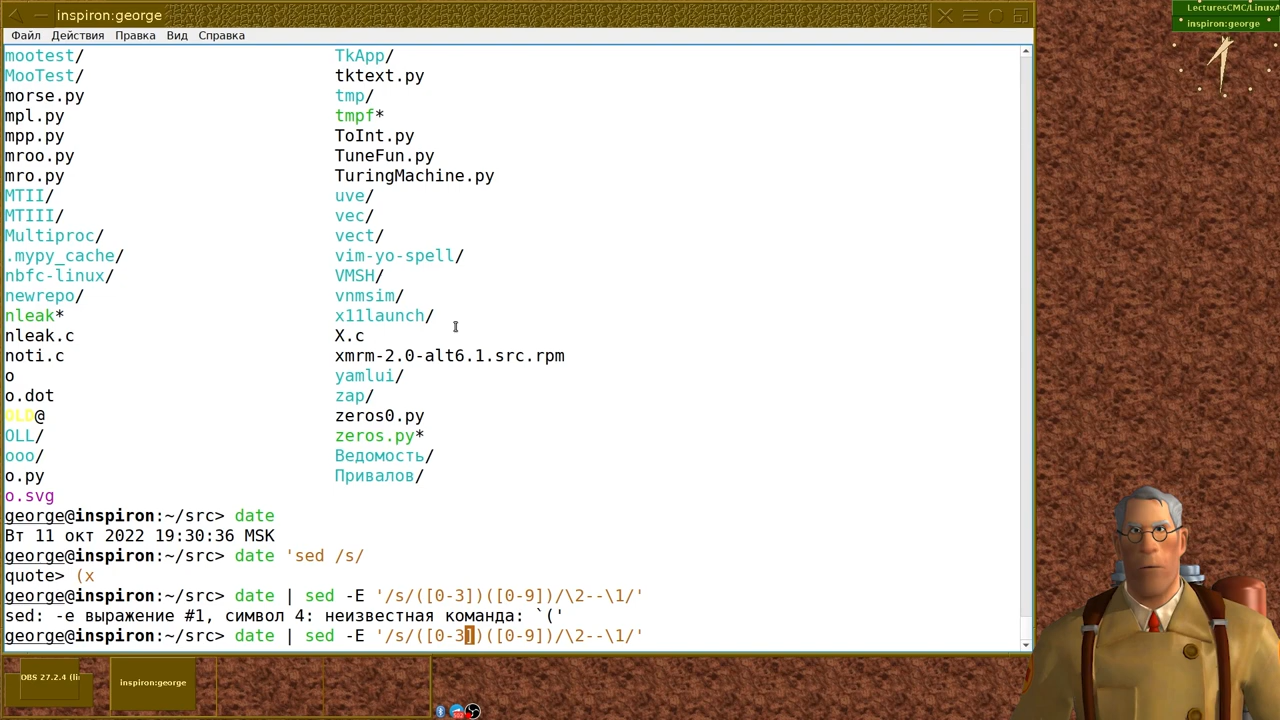 inspiron:george
Файл Действия Правка Вид Справка
mootest/ TkApp/
MooTest/ tktext.py
morse.py tmp/
mpl.py tmpf*
mpp.py ToInt.py
mroo.py TuneFun.py
mro.py TuringMachine.py
MTII/ uve/
MTIII/ vec/
Multiproc/ vect/
.mypy_cache/ vim-yo-spell/
nbfc-linux/ VMSH/
newrepo/ vnmsim/
nleak* x11launch/
nleak.c X.c
noti.c xmrm-2.0-alt6.1.src.rpm
o yamlui/
o.dot zap/
OLD@ zeros0.py
OLL/ zeros.py*
ooo/ Ведомость/
o.py Привалов/
o.svg
george@inspiron:~/src> date
Вт 11 окт 2022 19:30:36 MSK
george@inspiron:~/src> date 'sed /s/
quote> (x
george@inspiron:~/src> date | sed -E '/s/([0-3])([0-9])/\2--\1/'
sed: -e выражение #1, символ 4: неизвестная команда: `('
george@inspiron:~/src> date | sed -E '/s/([0-3])([0-9])/\2--\1/'
LecturesCMC/LinuxA
inspiron:george
OBS 27.2.4 (li
inspiron:george